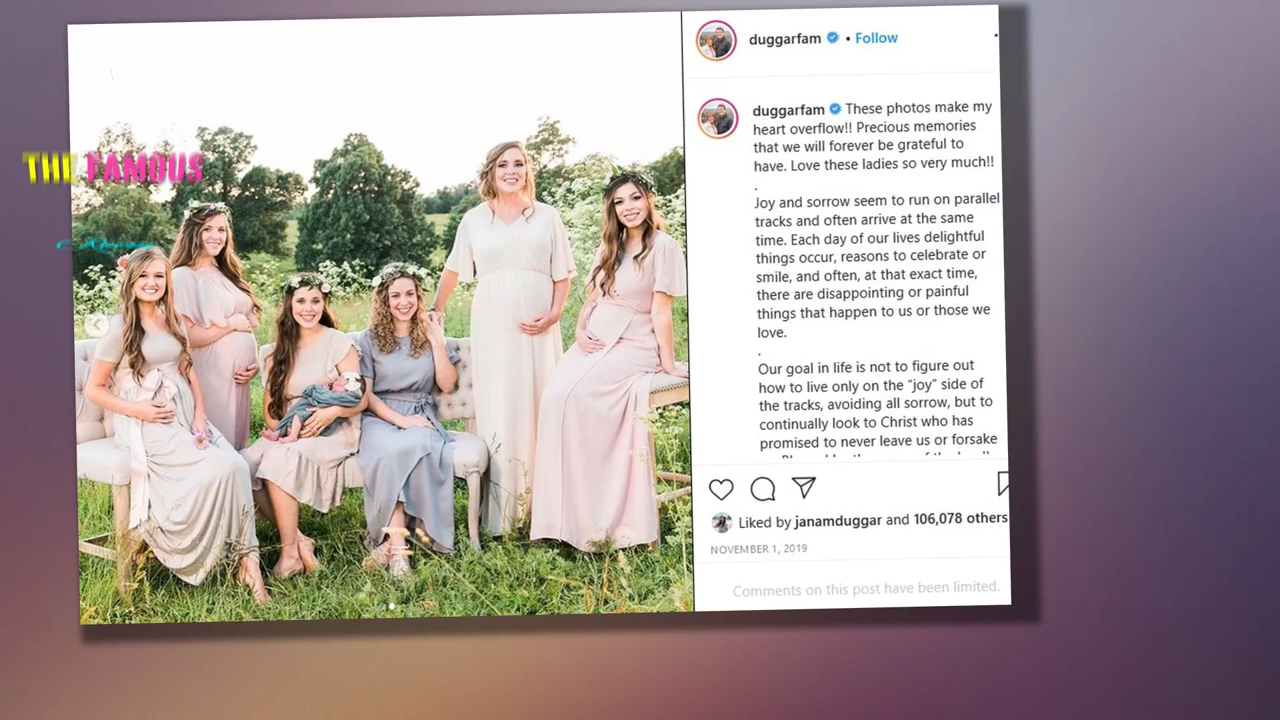 THE FAMOUS
duggarfam • Follow
duggarfam These photos make my
heart overflow!! Precious memories
that we will forever be grateful to
have. Love these ladies so very much!!
.
Joy and sorrow seem to run on parallel
tracks and often arrive at the same
time. Each day of our lives delightful
things occur, reasons to celebrate or
smile, and often, at that exact time,
there are disappointing or painful
things that happen to us or those we
love.
.
Our goal in life is not to figure out
how to live only on the “joy” side of
the tracks, avoiding all sorrow, but to
continually look to Christ who has
promised to never leave us or forsake
Liked by janamduggar and 106,078 others
NOVEMBER 1, 2019
Comments on this post have been limited.